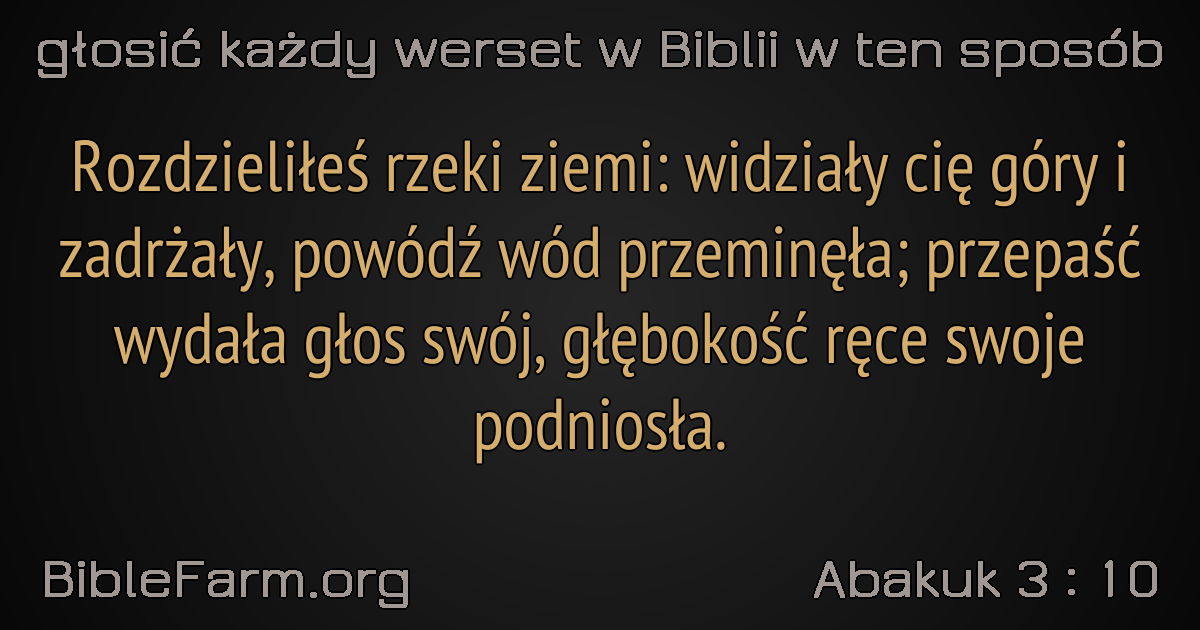 głosić każdy werset w Biblii w ten sposób
Rozdzieliłeś rzeki ziemi: widziały cię góry i
zadrżały, powódź wód przeminęła; przepaść
wydała głos swój, głębokość ręce swoje
podniosła.
BibleFarm.org
Abakuk 3 : 10